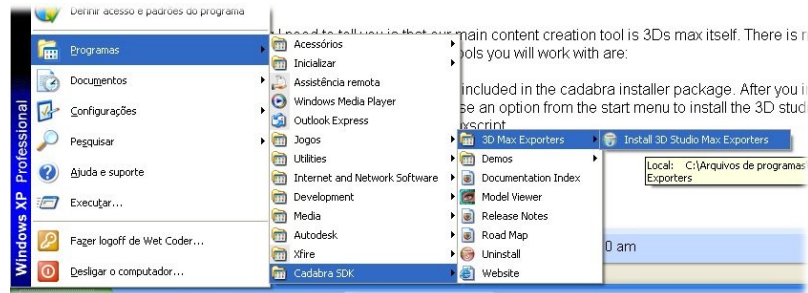 Definir acesso e padrões do programa
Programas
Documentos
Configurações
Pesquisar
Ajuda e suporte
Executar...
Fazer logoff de Wet Coder...
Desligar o computador...
Windows XP Professional
Acessórios
Inicializar
Assistência remota
Windows Media Player
Outlook Express
Jogos
Utilities
Internet and Network Software
Development
Media
Autodesk
Xfire
Cadabra SDK
3D Max Exporters
Demos
Documentation Index
Model Viewer
Release Notes
Road Map
Uninstall
Website
Install 3D Studio Max Exporters
Local: C:\Arquivos de programas
Exporters
need to tell you is that our main content creation tool is 3Ds max itself. There is
ools you will work with are:
included in the cadabra installer package. After you
se an option from the start menu to install the 3D
xscript
0 am